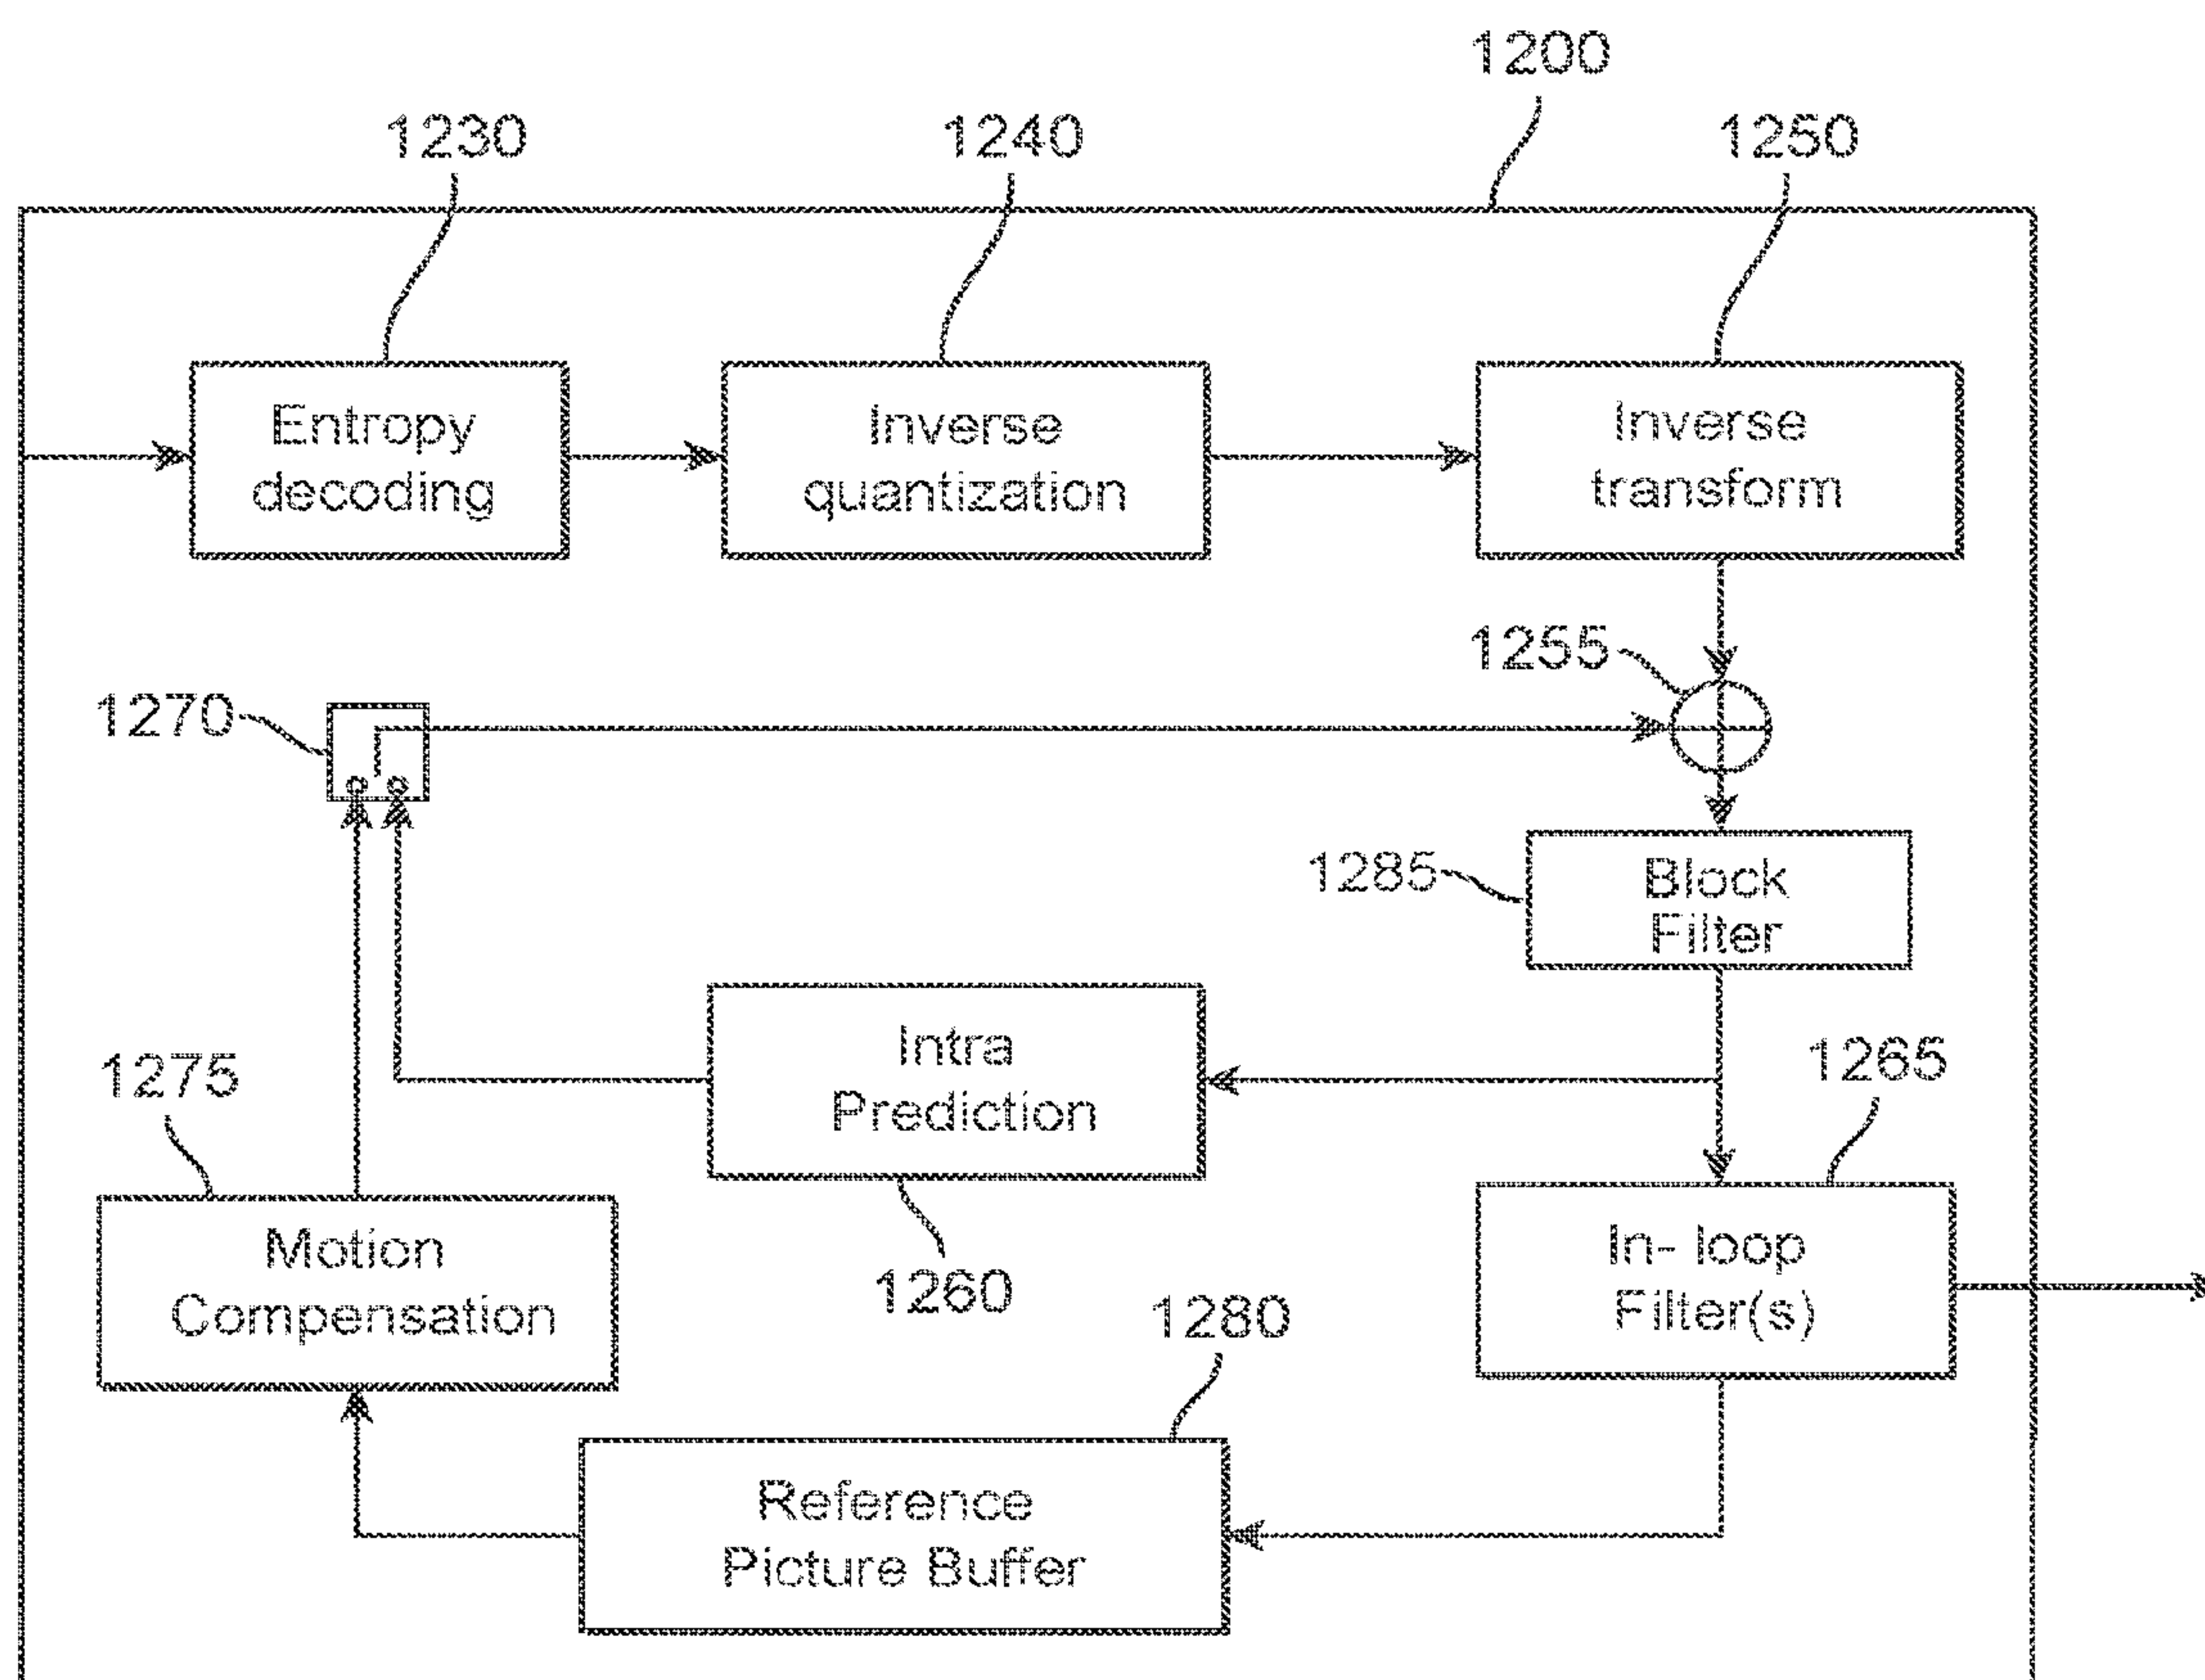 1200
1230
1240
1250
Entropy
decoding
Inverse
quantization
Inverse
transform
1255
1270
1285
Block
Filter
Intra
Prediction
1265
1275
Motion
Compensation
1260
In- loop
Filter(s)
1280
Reference
Picture Buffer